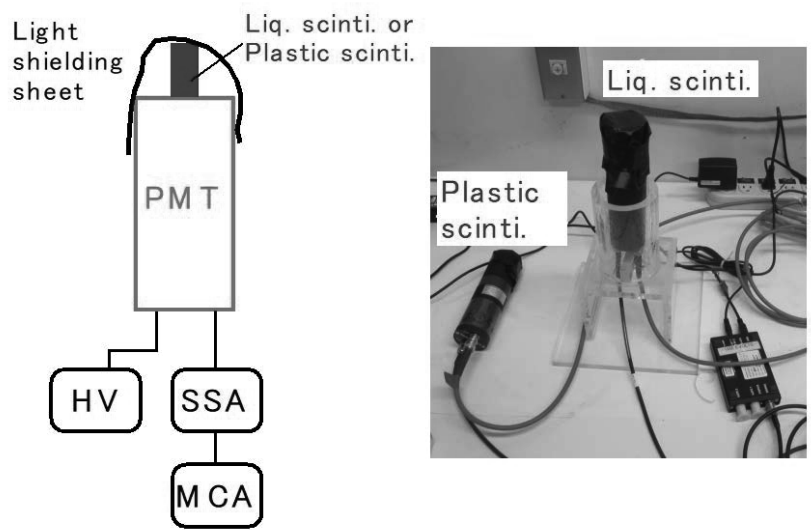 Light
shielding
sheet
Liq. scinti. or
Plastic scinti.
PMT
HV
SSA
MCA
Liq. scinti.
Plastic
scinti.